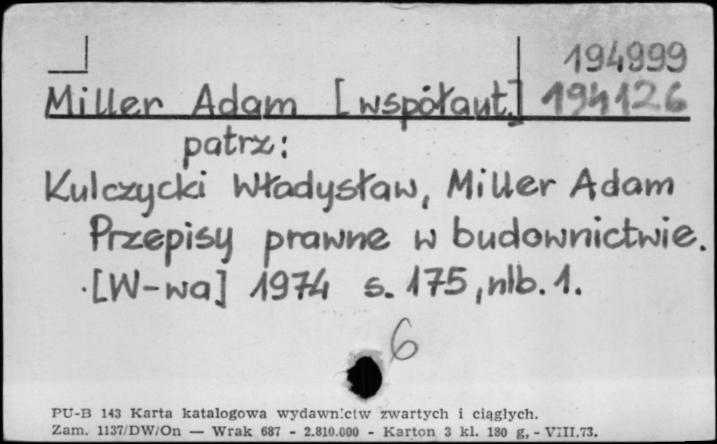 194999
Miller Adam [współaut.] 194126
patrz:
Kulczycki Władysław, Miller Adam
Przepisy prawne w budownictwie.
[W-wa] 1974 s. 175, nlb. 1.
6
PU-B 143 Karta katalogowa wydawnictw zwartych i ciągłych.
Zam. 1137/DW/On — Wrak 687 - 2.810.000 - Karton 3 kl. 180 g, - VIII.73.